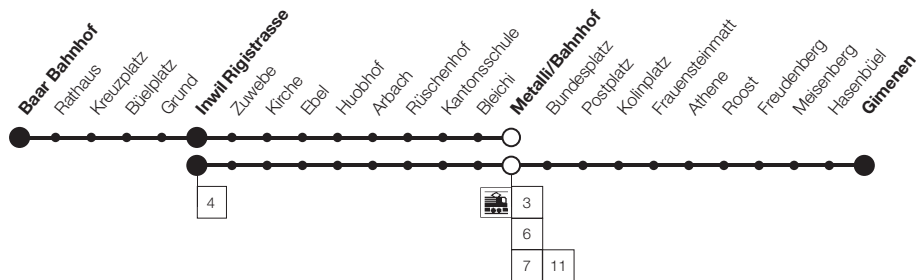 Baar Bahnhof
Rathaus
Kreuzplatz
Büelplatz
Grund
Inwil Rigistrasse
Zuwebe
Kirche
Ebel
Huobhof
Arbach
Rüschenhof
Kantonsschule
Bleichi
Metalli/Bahnhof
Bundesplatz
Postplatz
Kolinplatz
Frauensteinmatt
Athene
Roost
Freudenberg
Meisenberg
Hasenbüel
Gimenen
4
3
6
7 11